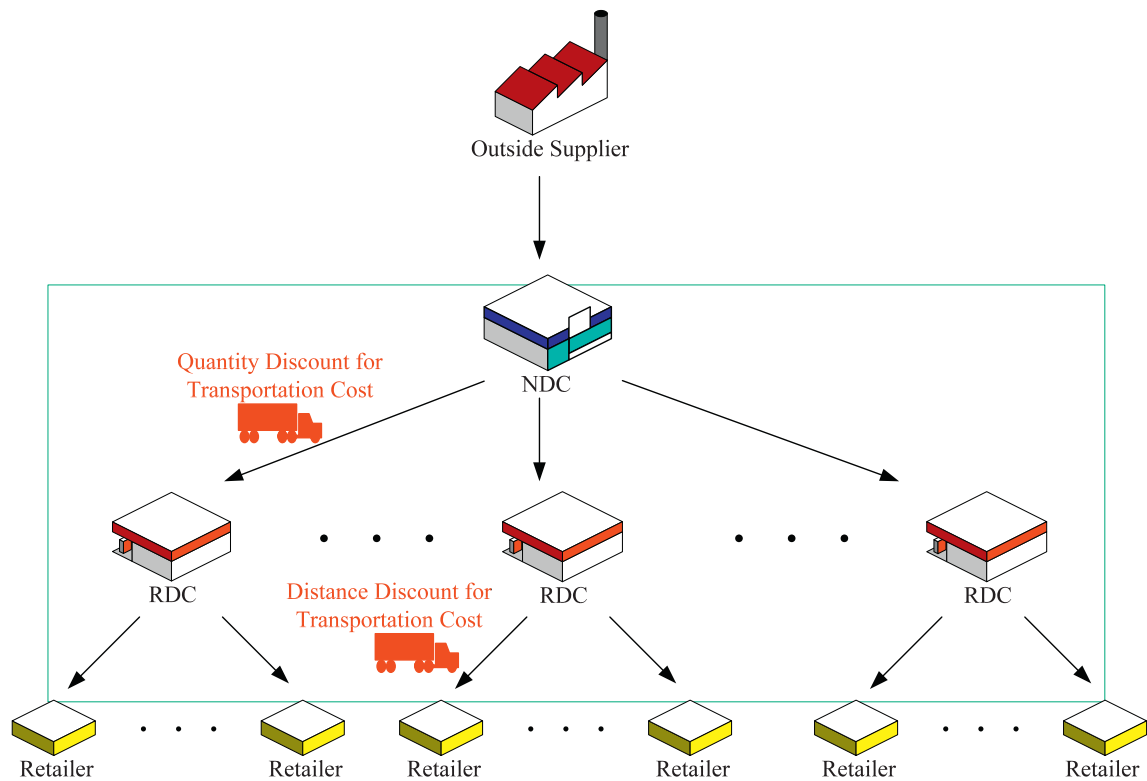 Outside Supplier
Quantity Discount for
Transportation Cost
NDC
RDC
Distance Discount for
Transportation Cost
RDC
RDC
Retailer
Retailer
Retailer
Retailer
Retailer
Retailer